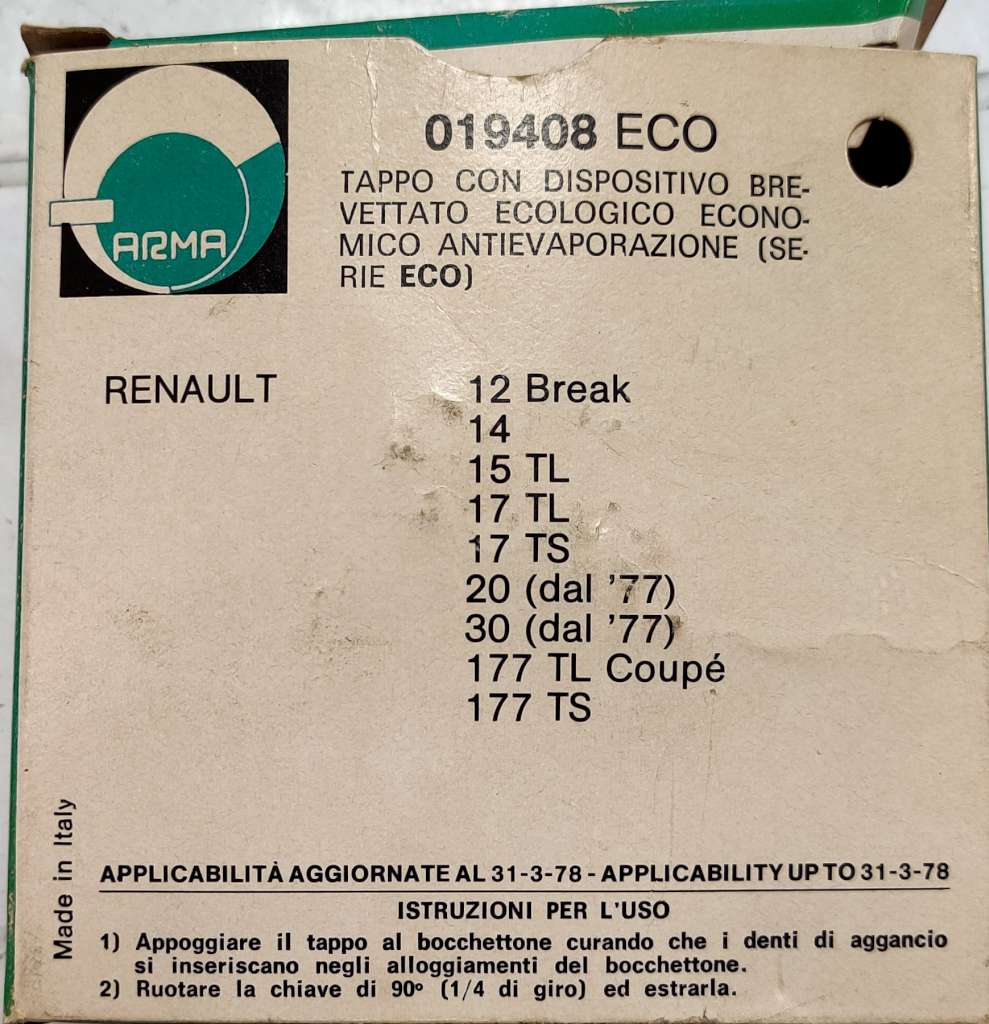 ARMA
019408 ECO
TAPPO CON DISPOSITIVO BRE-
VETTATO ECOLOGICO ECONO-
MICO ANTIEVAPORAZIONE (SE-
RIE ECO)
RENAULT 12 Break
14
15 TL
17 TL
17 TS
20 (dal '77)
30 (dal '77)
177 TL Coupé
177 TS
Made in Italy
APPLICABILITÀ AGGIORNATE AL 31-3-78 - APPLICABILITY UP TO 31-3-78
ISTRUZIONI PER L'USO
1) Appoggiare il tappo al bocchettone curando che i denti di aggancio
si inseriscano negli alloggiamenti del bocchettone.
2) Ruotare la chiave di 90º (1/4 di giro) ed estrarla.